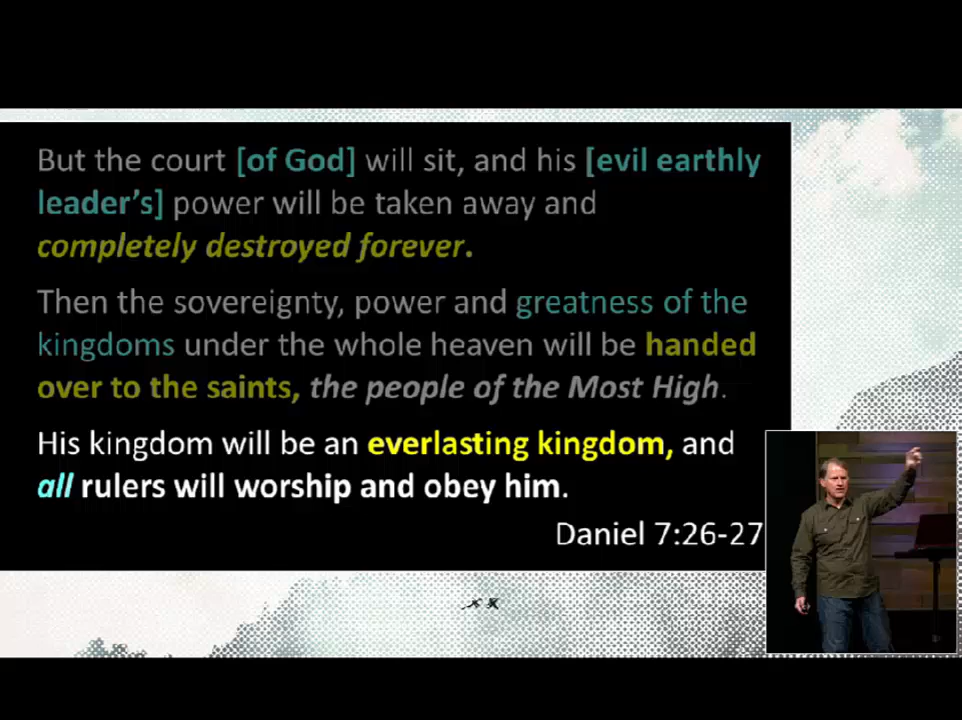 But the court [of God] will sit, and his [evil earthly
leader’s] power will be taken away and
completely destroyed forever.
Then the sovereignty, power and greatness of the
kingdoms under the whole heaven will be handed
over to the saints, the people of the Most High.
His kingdom will be an everlasting kingdom, and
all rulers will worship and obey him.
Daniel 7:26-27